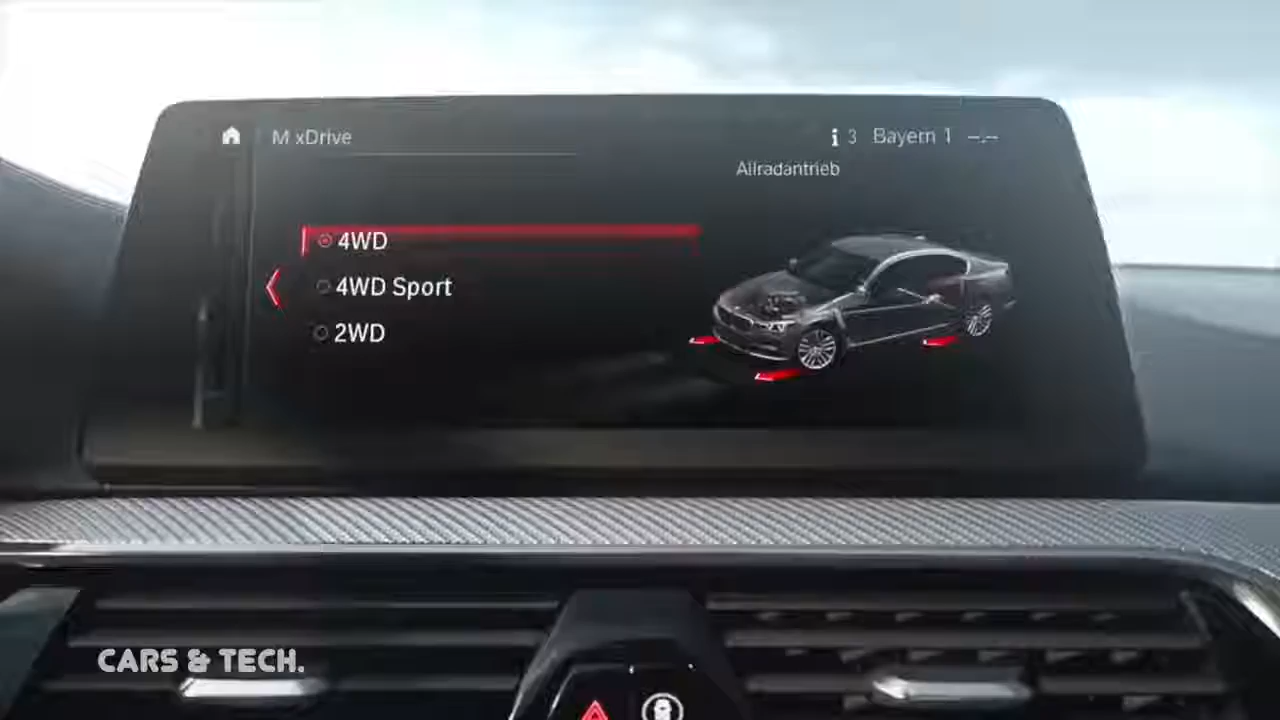 M xDrive
3 Bayern 1 --.--
Allradantrieb
4WD
4WD Sport
2WD
CARS & TECH.